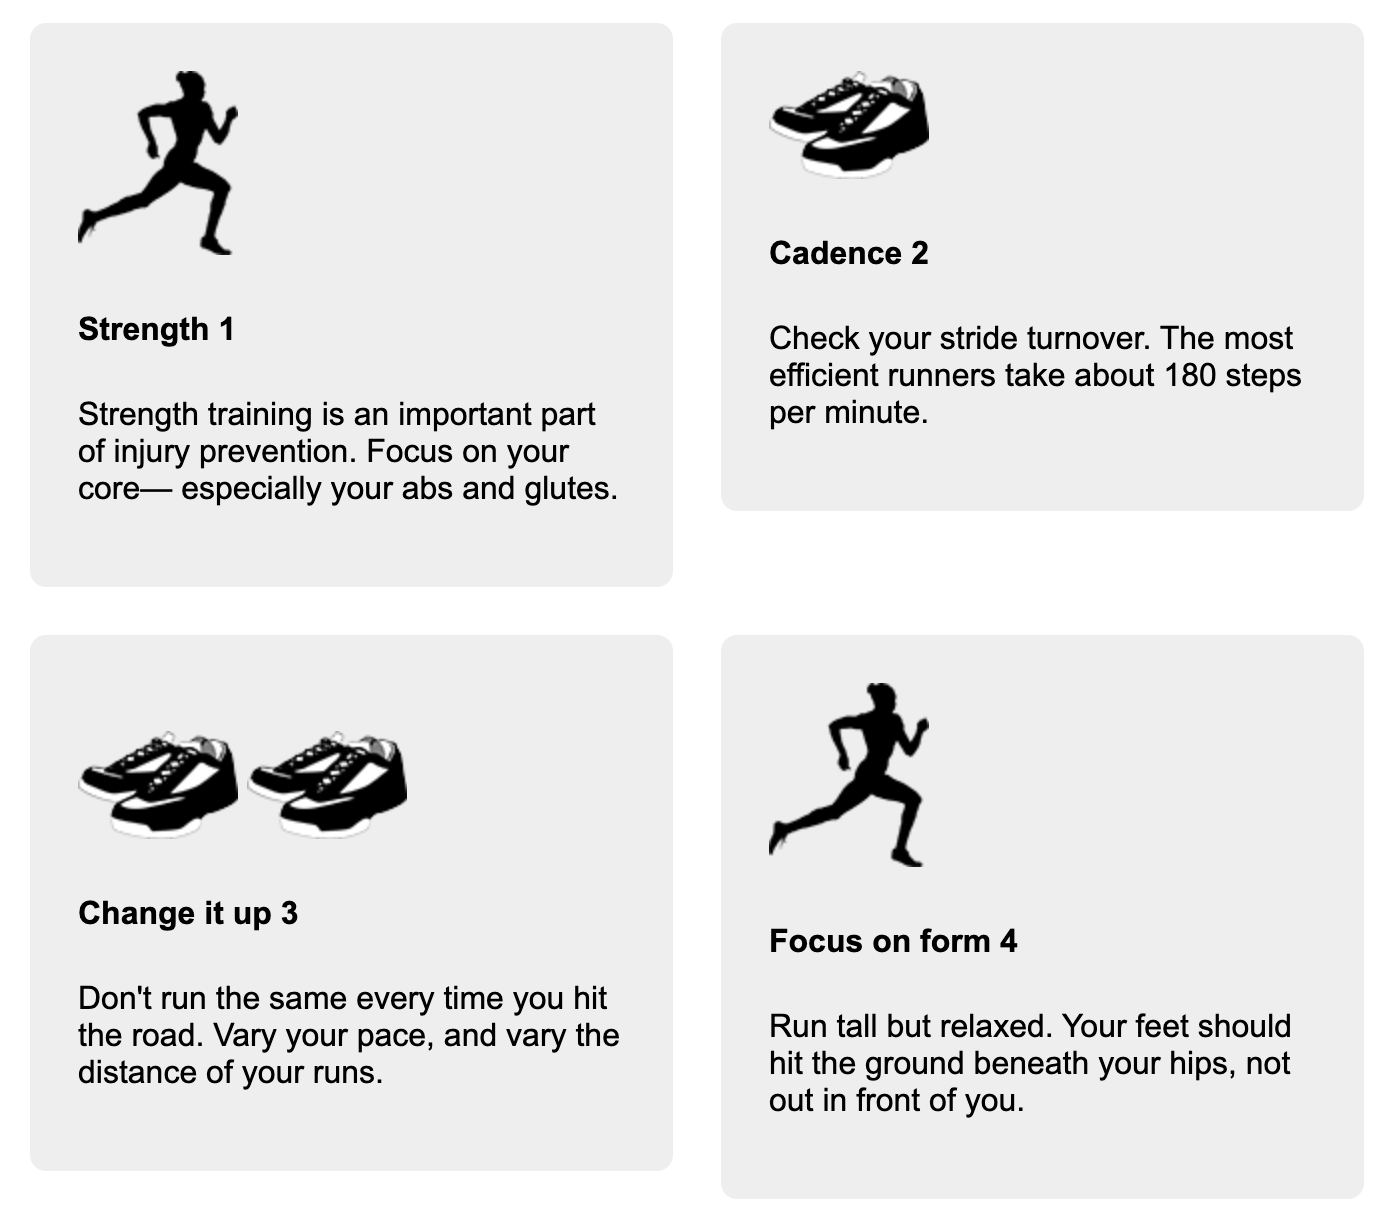 Strength 1
Strength training is an important part
of injury prevention. Focus on your
core— especially your abs and glutes.
Cadence 2
Check your stride turnover. The most
efficient runners take about 180 steps
per minute.
Change it up 3
Don't run the same every time you hit
the road. Vary your pace, and vary the
distance of your runs.
Focus on form 4
Run tall but relaxed. Your feet should
hit the ground beneath your hips, not
out in front of you.